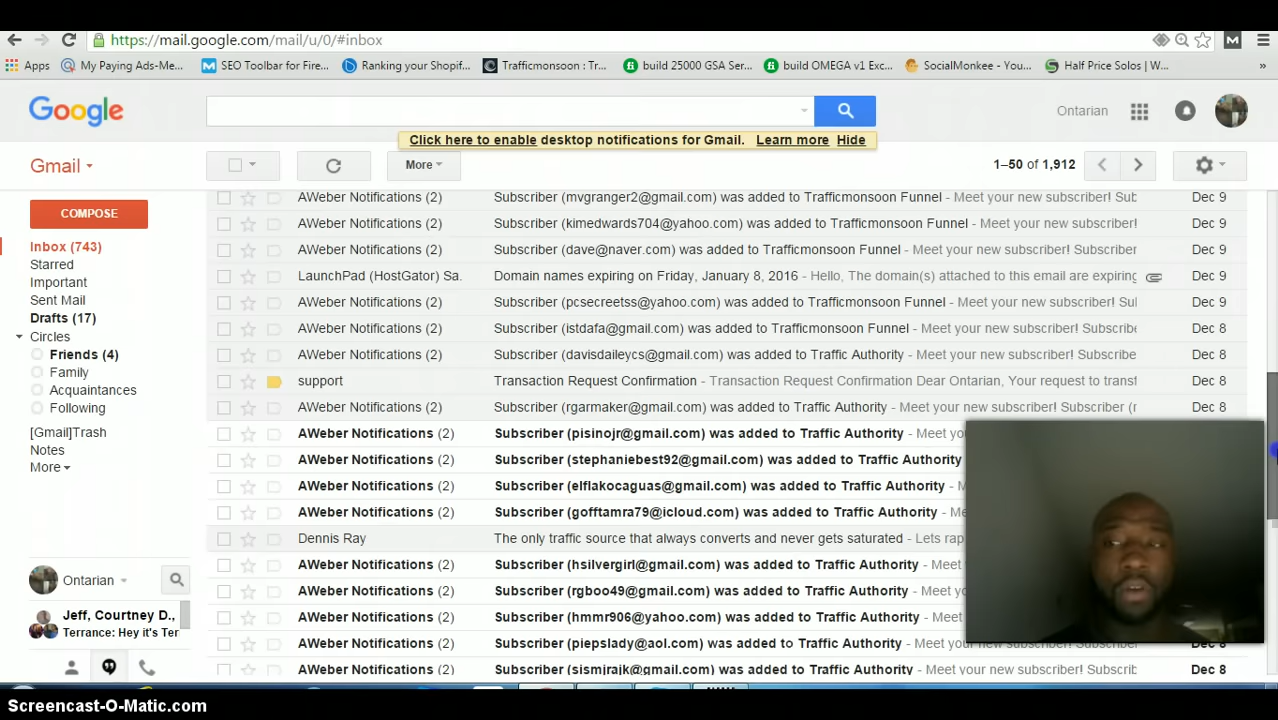 https://mail.google.com/mail/u/0/#inbox
Apps My Paying Ads-Me... SEO Toolbar for Fire... Ranking your Shopif... Trafficmonsoon : Tr... build 25000 GSA Ser... build OMEGA v1 Exc... SocialMonkee - You... Half Price Solos | W... »
Google Ontarian
Click here to enable desktop notifications for Gmail. Learn more Hide
Gmail More 1–50 of 1,912
COMPOSE
Inbox (743)
Starred
Important
Sent Mail
Drafts (17)
Circles
Friends (4)
Family
Acquaintances
Following
[Gmail]Trash
Notes
More
Ontarian
Jeff, Courtney D.,
Terrance: Hey it's Ter
AWeber Notifications (2) Subscriber (mvgranger2@gmail.com) was added to Trafficmonsoon Funnel - Meet your new subscriber! Sub Dec 9
AWeber Notifications (2) Subscriber (kimedwards704@yahoo.com) was added to Trafficmonsoon Funnel - Meet your new subscriber! Dec 9
AWeber Notifications (2) Subscriber (dave@naver.com) was added to Trafficmonsoon Funnel - Meet your new subscriber! Subscribe Dec 9
LaunchPad (HostGator) Sa. Domain names expiring on Friday, January 8, 2016 - Hello, The domain(s) attached to this email are expiring Dec 9
AWeber Notifications (2) Subscriber (pcsecreetss@yahoo.com) was added to Trafficmonsoon Funnel - Meet your new subscriber! Su Dec 9
AWeber Notifications (2) Subscriber (istdafa@gmail.com) was added to Trafficmonsoon Funnel - Meet your new subscriber! Subscribe Dec 8
AWeber Notifications (2) Subscriber (davisdaileycs@gmail.com) was added to Traffic Authority - Meet your new subscriber! Subscribe Dec 8
support Transaction Request Confirmation - Transaction Request Confirmation Dear Ontarian, Your request to transf Dec 8
AWeber Notifications (2) Subscriber (rgarmaker@gmail.com) was added to Traffic Authority - Meet your new subscriber! Subscriber (r Dec 8
AWeber Notifications (2) Subscriber (pisinojr@gmail.com) was added to Traffic Authority - Meet yo
AWeber Notifications (2) Subscriber (stephaniebest92@gmail.com) was added to Traffic Authority
AWeber Notifications (2) Subscriber (elflakocaguas@gmail.com) was added to Traffic Authority -
AWeber Notifications (2) Subscriber (gofftamra79@icloud.com) was added to Traffic Authority - M
Dennis Ray The only traffic source that always converts and never gets saturated - Lets rap
AWeber Notifications (2) Subscriber (hsilvergirl@gmail.com) was added to Traffic Authority - Meet
AWeber Notifications (2) Subscriber (rgboo49@gmail.com) was added to Traffic Authority - Meet y
AWeber Notifications (2) Subscriber (hmmr906@yahoo.com) was added to Traffic Authority - Meet
AWeber Notifications (2) Subscriber (piepslady@aol.com) was added to Traffic Authority - Meet yo
AWeber Notifications (2) Subscriber (sismjrajk@gmail.com) was added to Traffic Authority - Meet your new subscriber! Subscrib Dec 8
Screencast-O-Matic.com